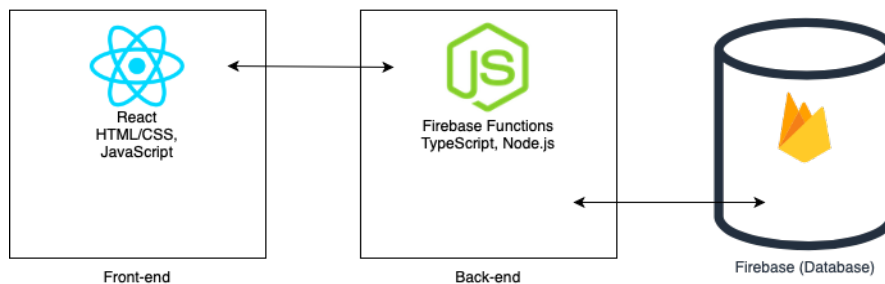 React
HTML/CSS,
JavaScript
Front-end
JS
Firebase Functions
TypeScript, Node.js
Back-end
Firebase (Database)